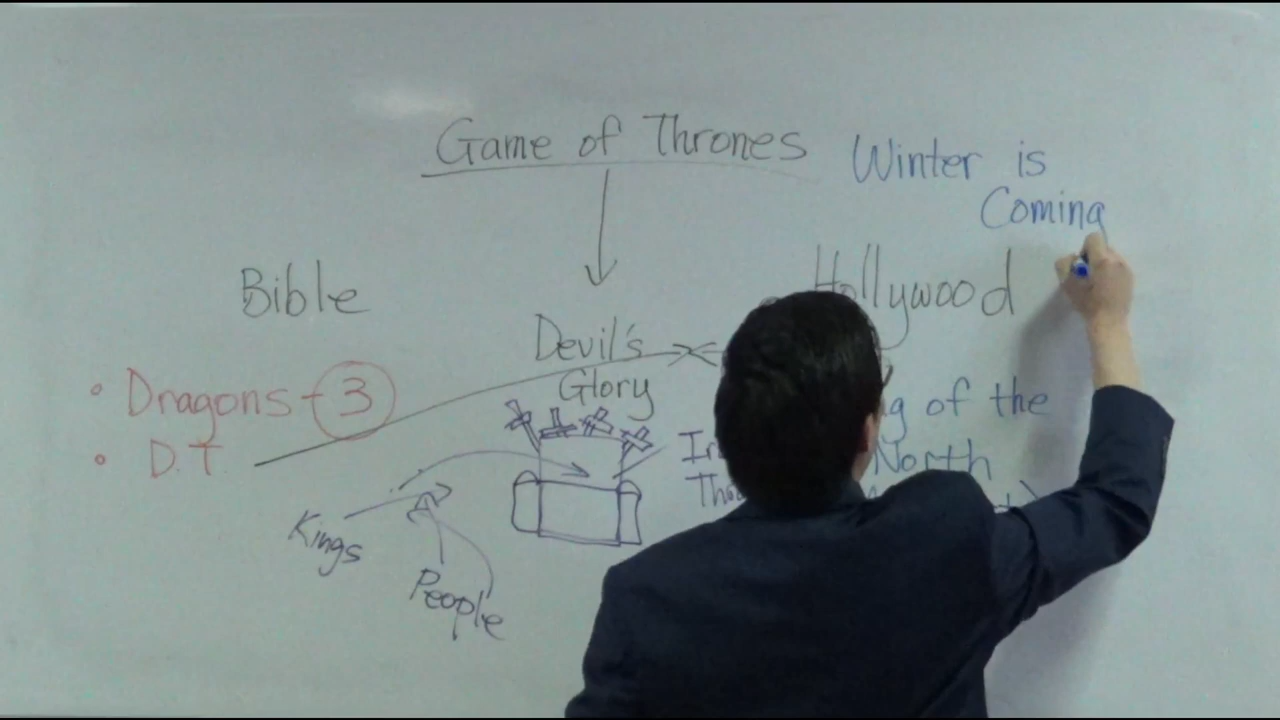 Game of Thrones
Winter is
Coming
Bible
Hollywood
Devil's
Glory
• Dragons - 3
• D.T.
of the
North
Kings
People